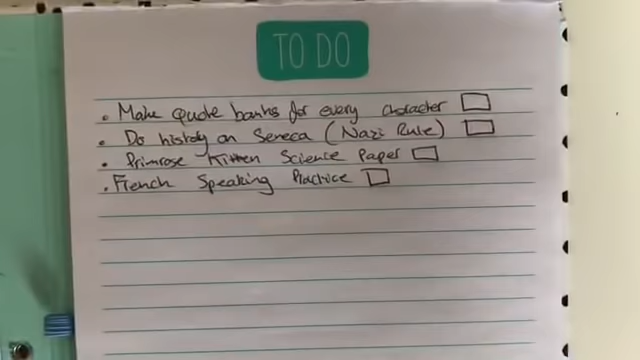 TO DO
• Make quote banks for every character
• Do history on Seneca (Nazi Rule)
• Primrose Kitten Science Paper
• French Speaking Practice